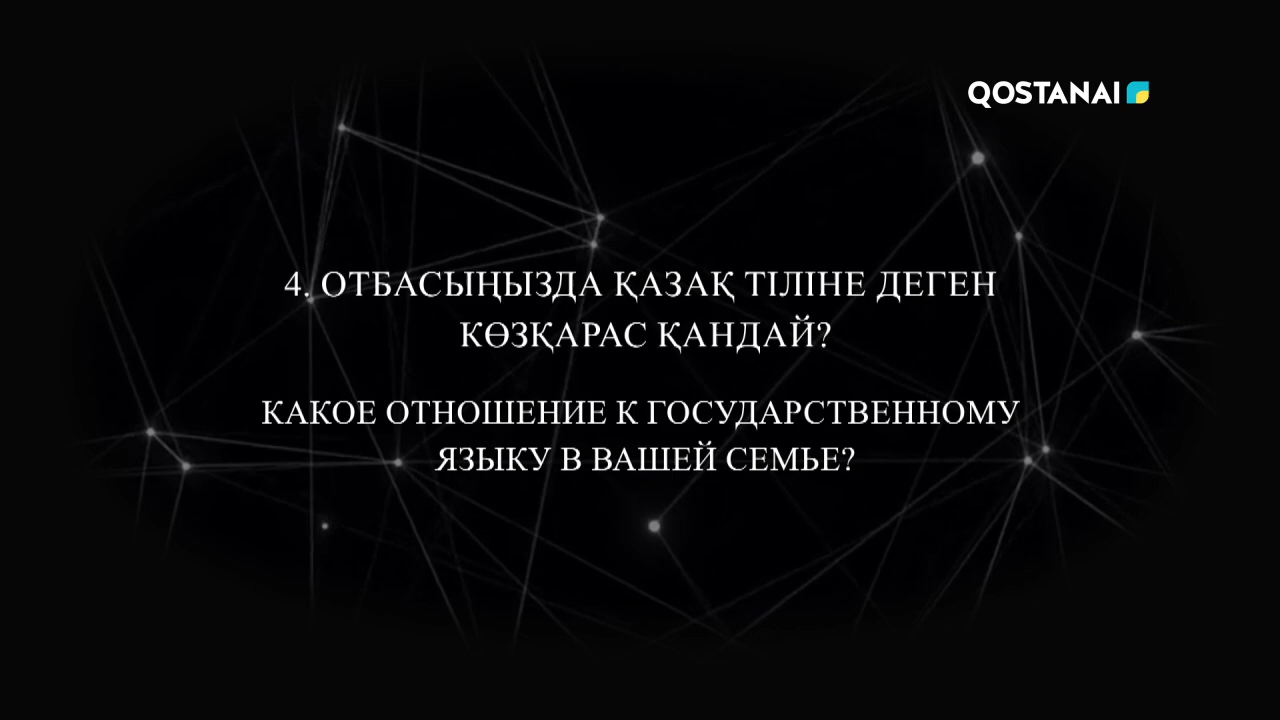 QOSTANAI
4. ОТБАСЫҢЫЗДА ҚАЗАҚ ТІЛІНЕ ДЕГЕН
КӨЗҚАРАС ҚАНДАЙ?
КАКОЕ ОТНОШЕНИЕ К ГОСУДАРСТВЕННОМУ
ЯЗЫКУ В ВАШЕЙ СЕМЬЕ?